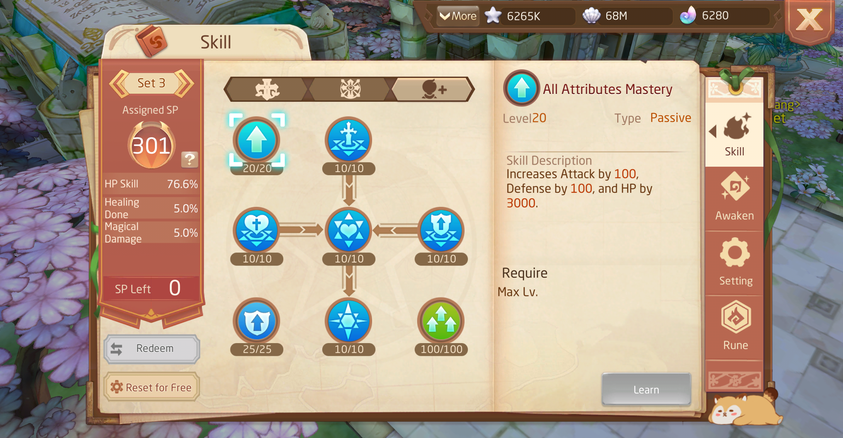 More
6265K
68M
6280
Skill
Set 3
Assigned SP
301
?
HP Skill 76.6%
Healing
Done 5.0%
Magical
Damage 5.0%
SP Left 0
Redeem
Reset for Free
20/20
10/10
10/10
10/10
10/10
25/25
10/10
100/100
All Attributes Mastery
Level20 Type Passive
Skill Description
Increases Attack by 100,
Defense by 100, and HP by
3000.
Require
Max Lv.
Learn
Skill
Awaken
Setting
Rune
ang>
et